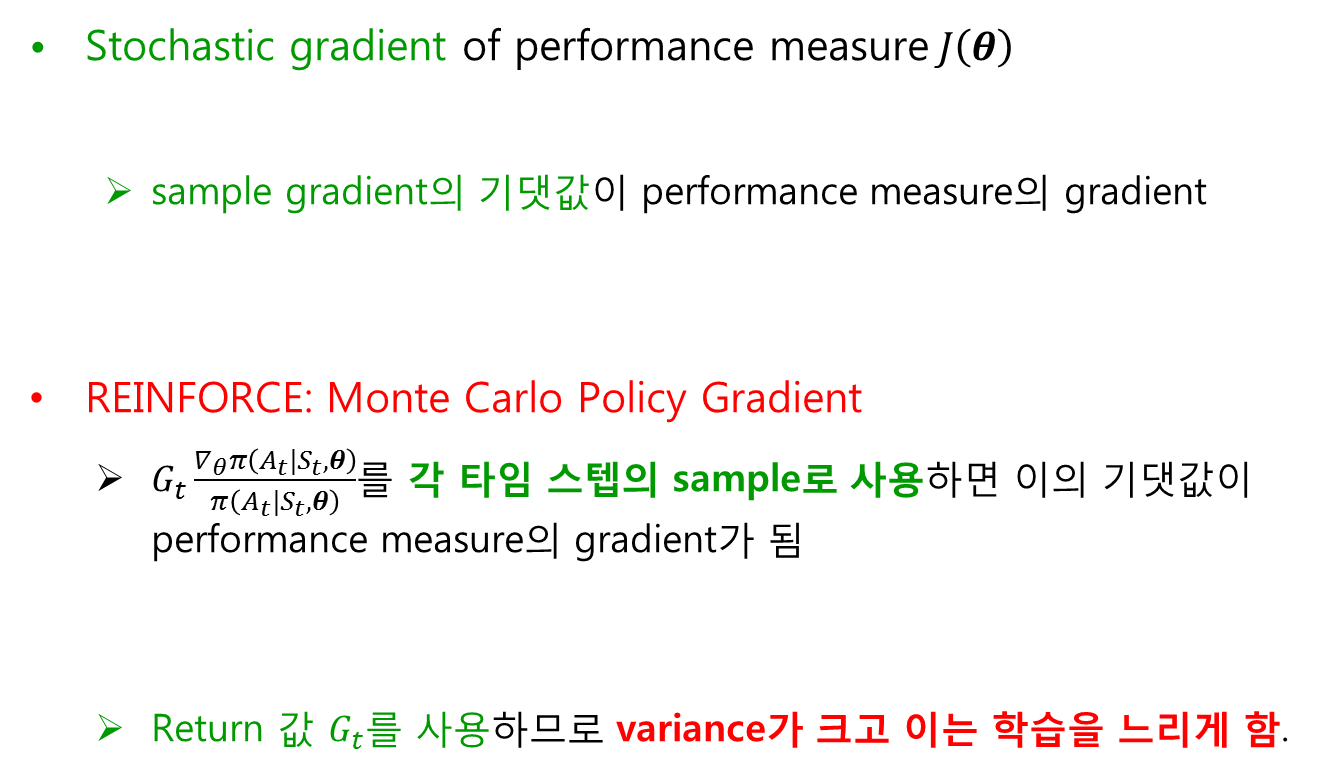 • Stochastic gradient of performance measure J(θ)
➢ sample gradient의 기댓값이 performance measure의 gradient
• REINFORCE: Monte Carlo Policy Gradient
➢ G_t ∇_θπ(A_t|S_t,θ)/π(A_t|S_t,θ)를 각 타임 스텝의 sample로 사용하면 이의 기댓값이
performance measure의 gradient가 됨
➢ Return 값 G_t를 사용하므로 variance가 크고 이는 학습을 느리게 함.